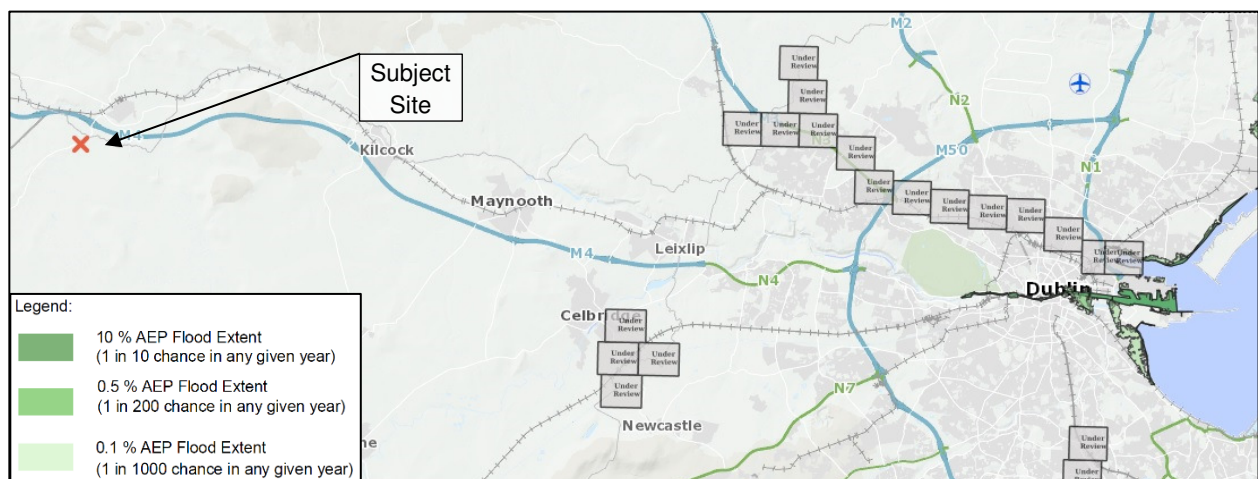 M2
Subject
Site
Under
Review
Under
Review
N2
Under
Review
Under
Review
Under
Review
Kilcock
Under
Review
M50
N1
Under
Review
Under
Review
Under
Review
Under
Review
Under
Review
Maynooth
Under
Review
Leixlip
M4
Under
Review
Under
Review
N4
Dublin
Legend:
10 % AEP Flood Extent
(1 in 10 chance in any given year)
0.5 % AEP Flood Extent
(1 in 200 chance in any given year)
0.1 % AEP Flood Extent
(1 in 1000 chance in any given year)
Celbridge
Under
Review
Under
Review
Under
Review
Under
Review
N7
Newcastle
Under
Review
Under
Review